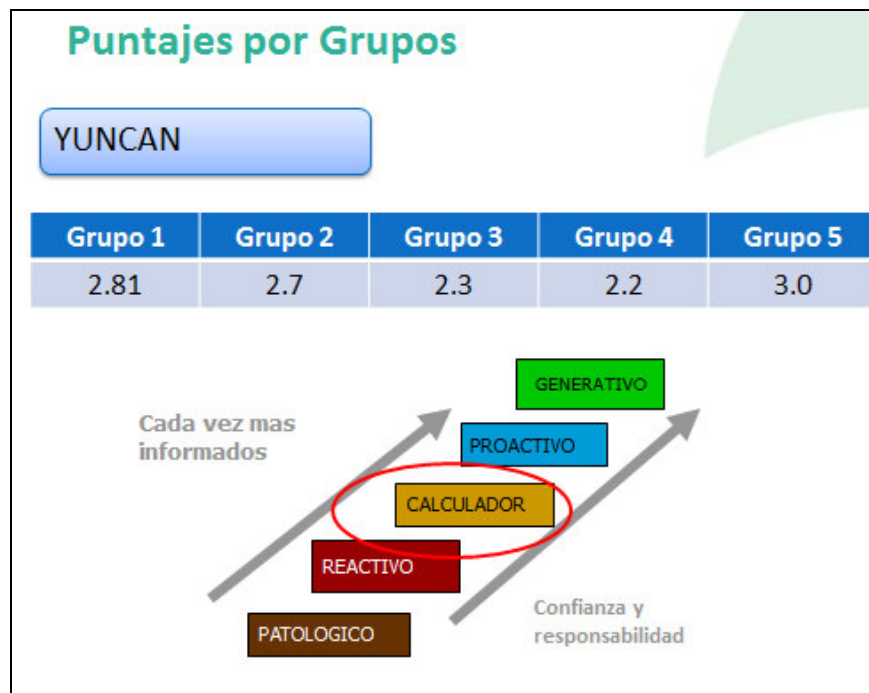 Puntajes por Grupos
YUNCAN
Grupo 1 Grupo 2 Grupo 3 Grupo 4 Grupo 5
2.81 2.7 2.3 2.2 3.0
GENERATIVO
Cada vez mas
informados
PROACTIVO
CALCULADOR
REACTIVO
Confianza y
responsabilidad
PATOLOGICO